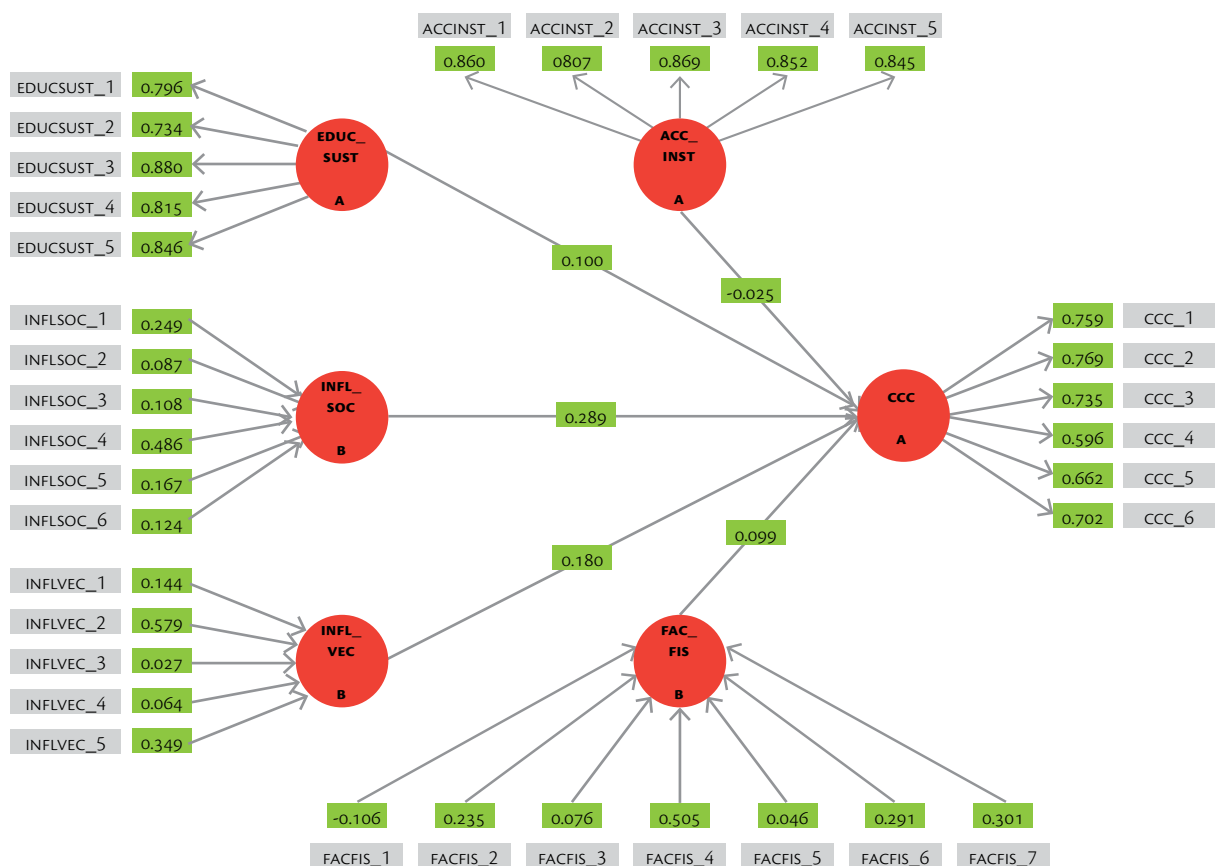 ACCINST_1 ACCINST_2 ACCINST_3 ACCINST_4 ACCINST_5
0.860 0807 0.869 0.852 0.845
EDUCSUST_1 0.796
EDUCSUST_2 0.734
EDUCSUST_3 0.880
EDUCSUST_4 0.815
EDUCSUST_5 0.846
EDUC_
SUST
A
ACC_
INST
A
0.100
-0.025
INFLSOC_1 0.249
INFLSOC_2 0.087
INFLSOC_3 0.108
INFLSOC_4 0.486
INFLSOC_5 0.167
INFLSOC_6 0.124
INFL_
SOC
B
0.289
CCC
A
0.759 CCC_1
0.769 CCC_2
0.735 CCC_3
0.596 CCC_4
0.662 CCC_5
0.702 CCC_6
0.180
0.099
INFLVEC_1 0.144
INFLVEC_2 0.579
INFLVEC_3 0.027
INFLVEC_4 0.064
INFLVEC_5 0.349
INFL_
VEC
B
FAC_
FIS
B
-0.106 0.235 0.076 0.505 0.046 0.291 0.301
FACFIS_1 FACFIS_2 FACFIS_3 FACFIS_4 FACFIS_5 FACFIS_6 FACFIS_7